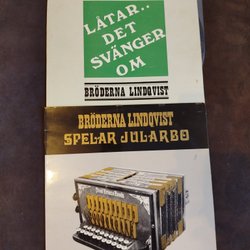 LÅTAR..
DET
SVÄNGER
OM
BRÖDERNA LINDQVIST
BRÖDERNA LINDQVIST
SPELAR JULARBO